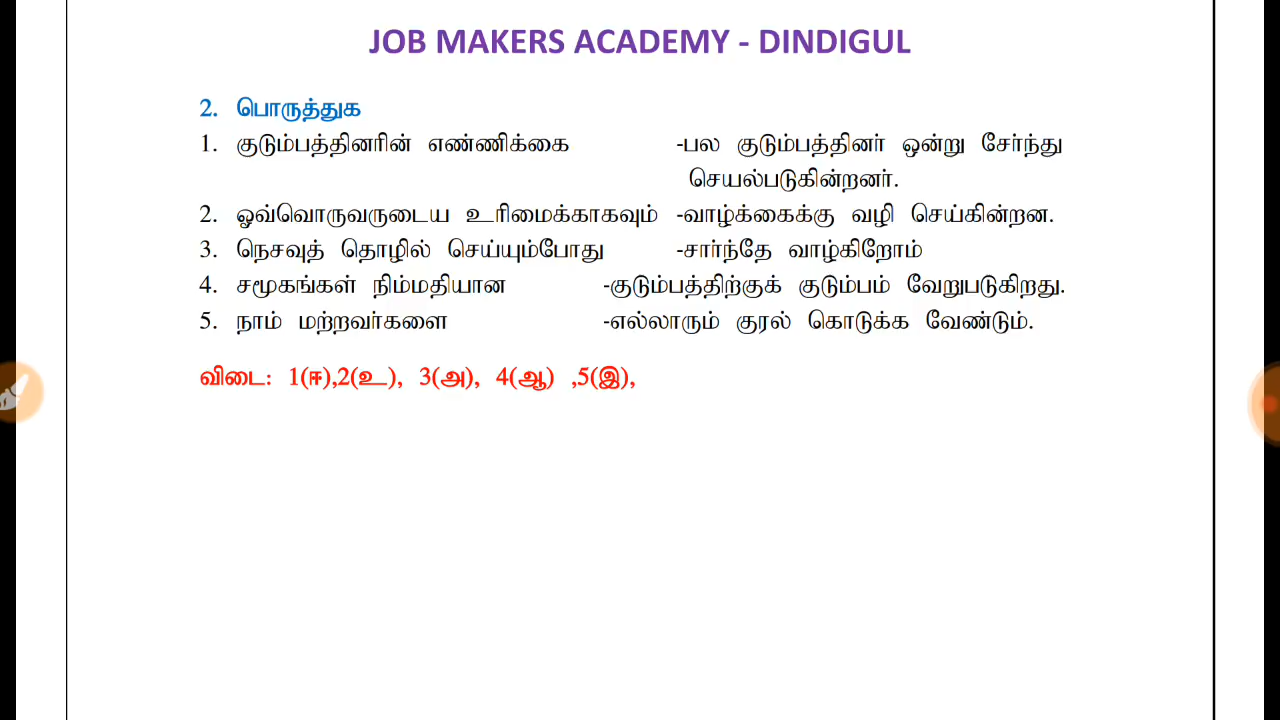 JOB MAKERS ACADEMY - DINDIGUL
2. பொருத்துக
1. குடும்பத்தினரின் எண்ணிக்கை -பல குடும்பத்தினர் ஒன்று சேர்ந்து
செயல்படுகின்றனர்.
2. ஒவ்வொருவருடைய உரிமைக்காகவும் -வாழ்க்கைக்கு வழி செய்கின்றன.
3. நெசவுத் தொழில் செய்யும்போது -சார்ந்தே வாழ்கிறோம்
4. சமூகங்கள் நிம்மதியான -குடும்பத்திற்குக் குடும்பம் வேறுபடுகிறது.
5. நாம் மற்றவர்களை -எல்லாரும் குரல் கொடுக்க வேண்டும்.
விடை: 1(ஈ),2(உ), 3(அ), 4(ஆ) ,5(இ),